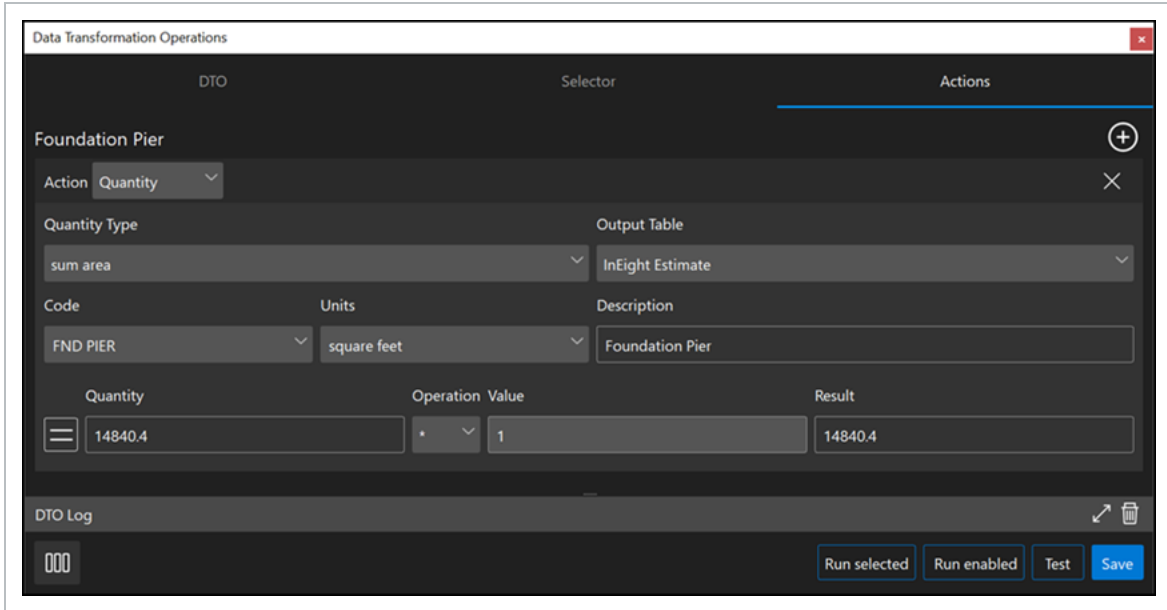 Data Transformation Operations
DTO Selector Actions
Foundation Pier
Action Quantity
Quantity Type Output Table
sum area InEight Estimate
Code Units Description
FND PIER square feet Foundation Pier
Quantity Operation Value Result
14840.4 * 1 14840.4
DTO Log
Run selected Run enabled Test Save